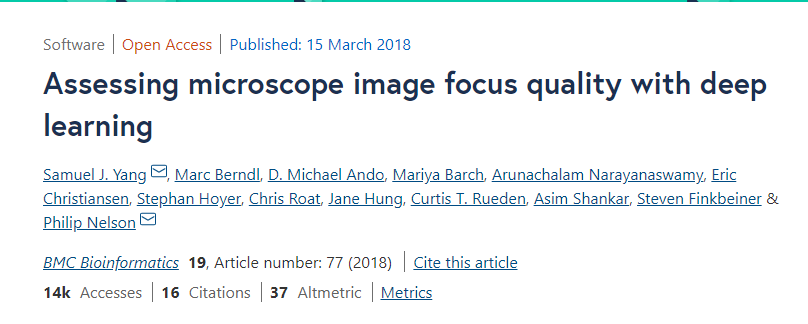 Software | Open Access | Published: 15 March 2018
Assessing microscope image focus quality with deep
learning
Samuel J. Yang, Marc Berndl, D. Michael Ando, Mariya Barch, Arunachalam Narayanaswamy, Eric
Christiansen, Stephan Hoyer, Chris Roat, Jane Hung, Curtis T. Rueden, Asim Shankar, Steven Finkbeiner &
Philip Nelson
BMC Bioinformatics 19, Article number: 77 (2018) | Cite this article
14k Accesses | 16 Citations | 37 Altmetric | Metrics